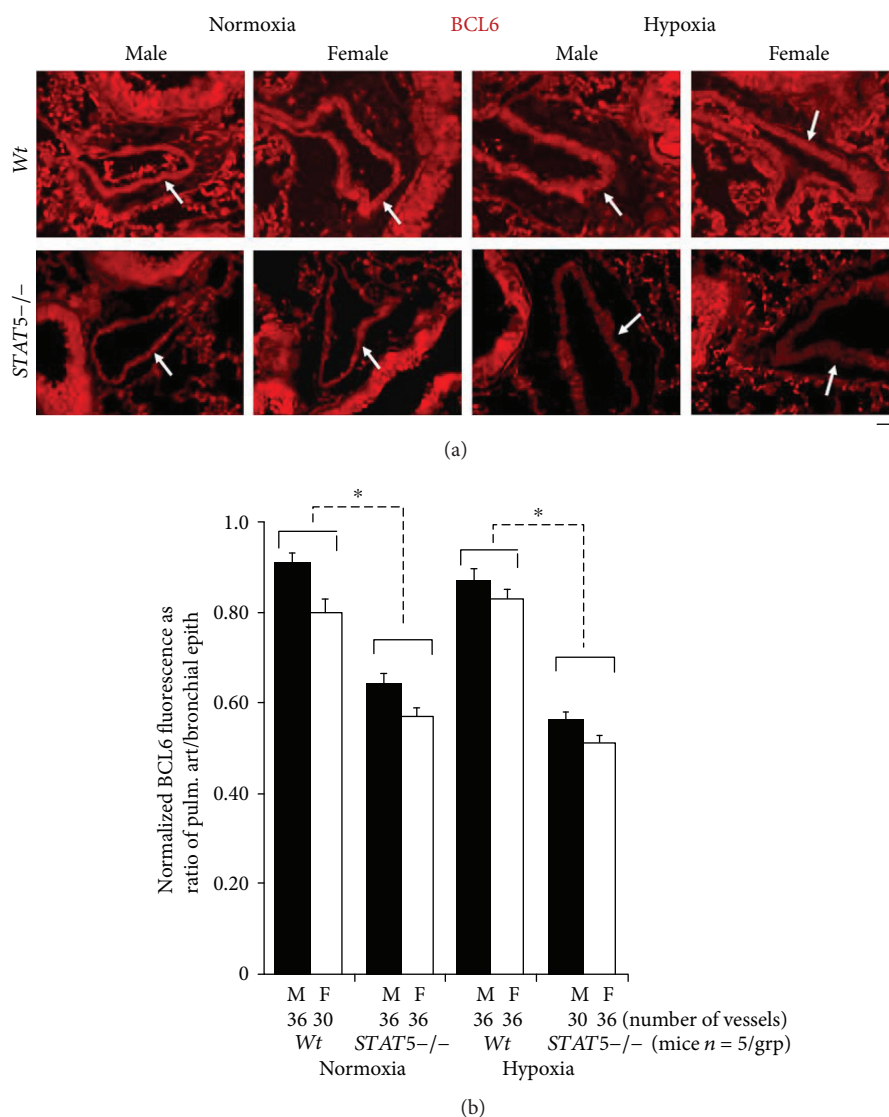 Normoxia BCL6 Hypoxia
Male Female Male Female
Wt
STAT5−/−
(a)
Normalized BCL6 fluorescence as
ratio of pulm. art/bronchial epith
1.0
0.80
0.60
0.40
0.20
0
* *
M F M F M F M F
36 30 36 36 36 36 30 36 (number of vessels)
Wt STAT5−/− Wt STAT5−/− (mice n = 5/grp)
Normoxia Hypoxia
(b)